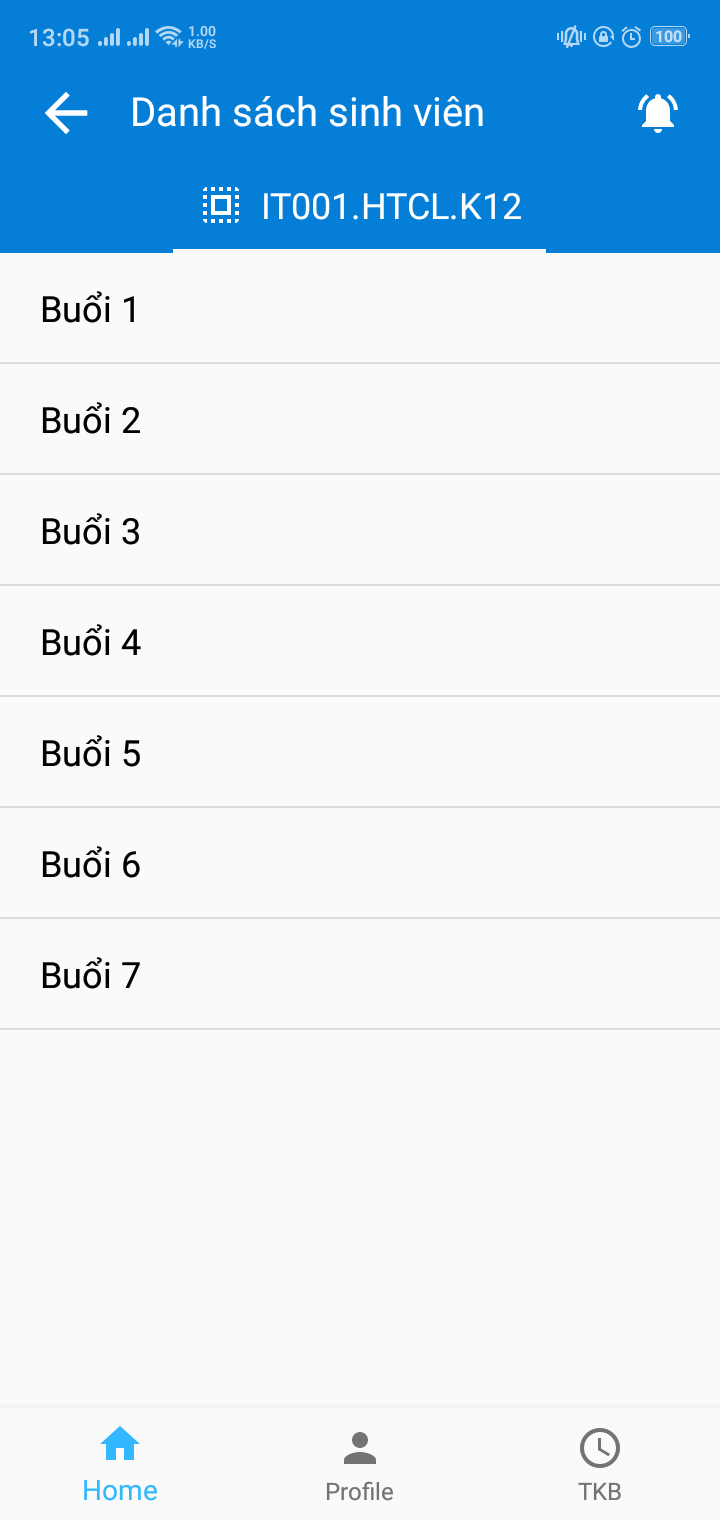 13:05 1.00 KB/S 100
Danh sách sinh viên
IT001.HTCL.K12
Buổi 1
Buổi 2
Buổi 3
Buổi 4
Buổi 5
Buổi 6
Buổi 7
Home Profile TKB